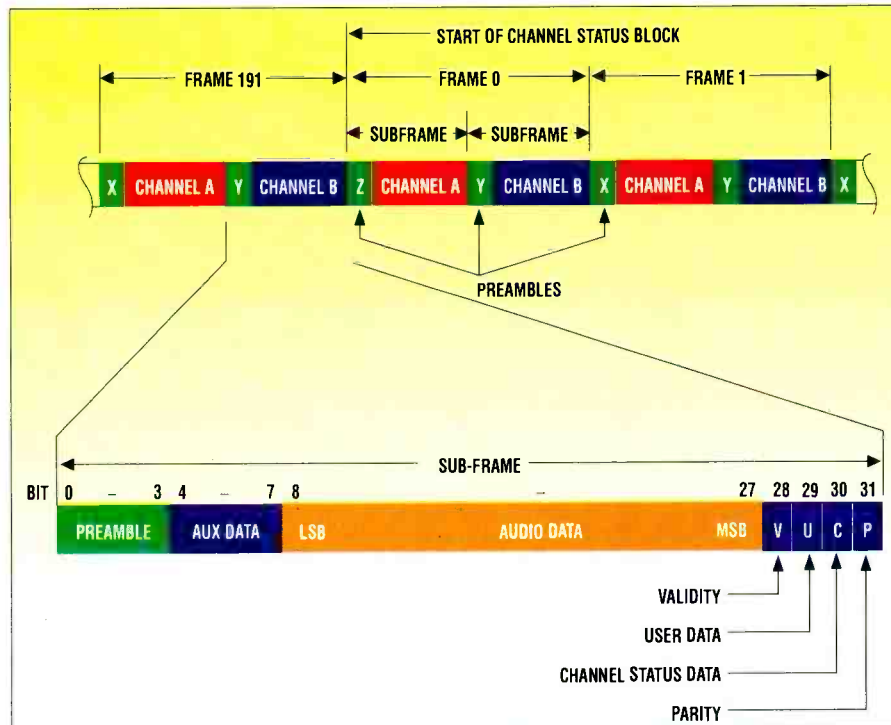 START OF CHANNEL STATUS BLOCK
FRAME 191 FRAME 0 FRAME 1
SUBFRAME SUBFRAME
X CHANNEL A Y CHANNEL B Z CHANNEL A Y CHANNEL B X CHANNEL A Y CHANNEL B X
PREAMBLES
SUB-FRAME
BIT 0 – 3 4 – 7 8 – 27 28 29 30 31
PREAMBLE AUX DATA LSB AUDIO DATA MSB V U C P
VALIDITY
USER DATA
CHANNEL STATUS DATA
PARITY